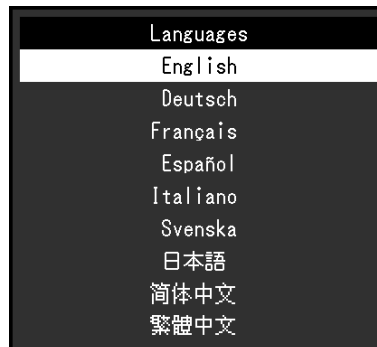 Languages
English
Deutsch
Français
Español
Italiano
Svenska
日本語
简体中文
繁體中文